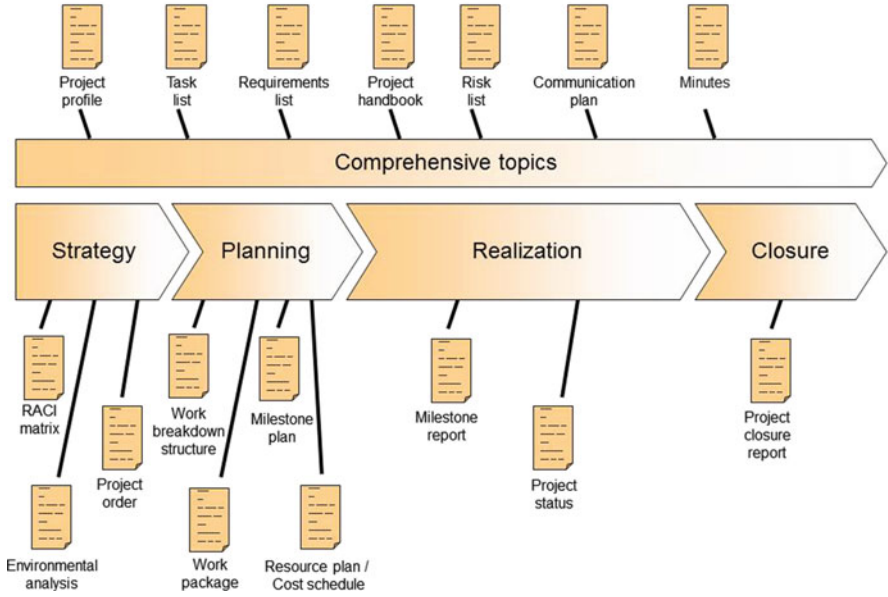 Project
profile
Task
list
Requirements
list
Project
handbook
Risk
list
Communication
plan
Minutes
Comprehensive topics
Strategy
Planning
Realization
Closure
RACI
matrix
Project
order
Environmental
analysis
Work
breakdown
structure
Milestone
plan
Work
package
Resource plan /
Cost schedule
Milestone
report
Project
status
Project
closure
report